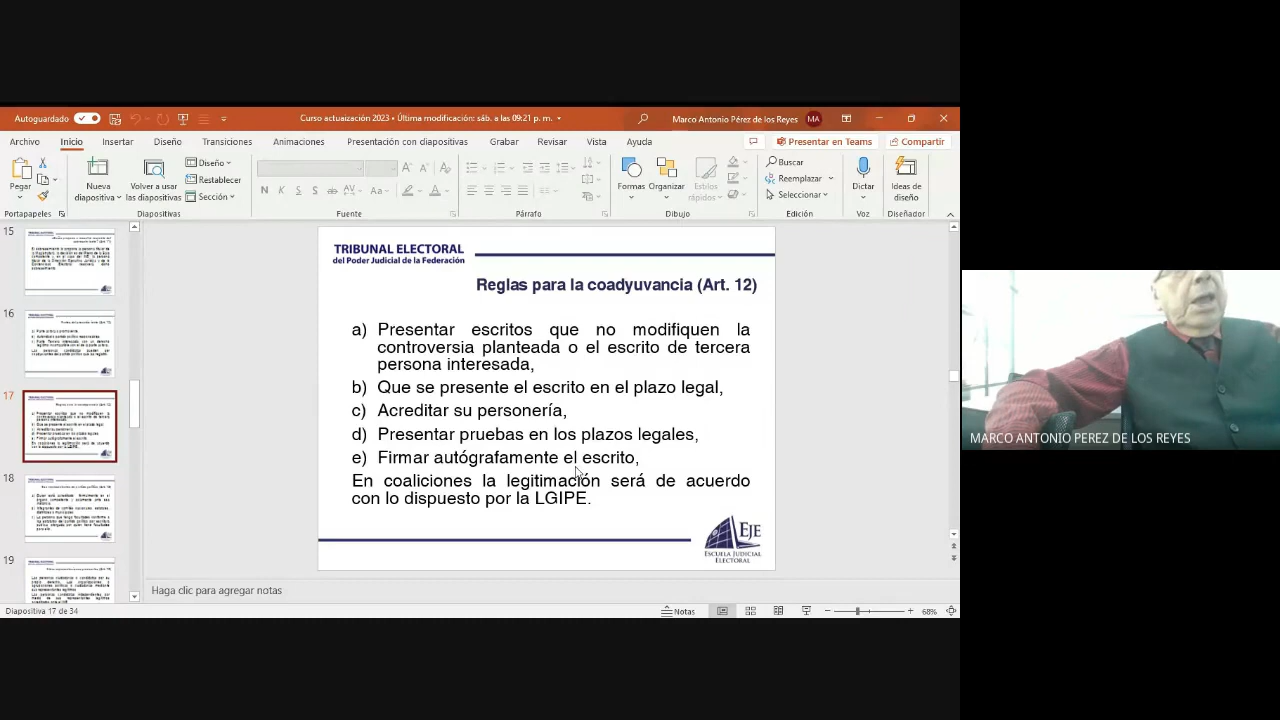 Autoguardado
Curso actuaización 2023 • Última modificación: sáb. a las 09:21 p. m.
Marco Antonio Pérez de los Reyes
MA
Archivo Inicio Insertar Diseño Transiciones Animaciones Presentación con diapositivas Grabar Revisar Vista Ayuda
Presentar en Teams
Compartir
Pegar
Nueva diapositiva
Volver a usar las diapositivas
Diseño
Restablecer
Sección
Formas
Organizar
Estilos rápidos
Buscar
Reemplazar
Seleccionar
Dictar
Ideas de diseño
Portapapeles
Diapositivas
Fuente
Párrafo
Dibujo
Edición
Voz
Diseñador
15
16
17
18
19
TRIBUNAL ELECTORAL
del Poder Judicial de la Federación
Reglas para la coadyuvancia (Art. 12)
a) Presentar escritos que no modifiquen la
controversia planteada o el escrito de tercera
persona interesada,
b) Que se presente el escrito en el plazo legal,
c) Acreditar su personería,
d) Presentar pruebas en los plazos legales,
e) Firmar autógrafamente el escrito,
En coaliciones la legitimación será de acuerdo
con lo dispuesto por la LGIPE.
EJE
ESCUELA JUDICIAL
ELECTORAL
Haga clic para agregar notas
Diapositiva 17 de 34
Notas
68%
MARCO ANTONIO PEREZ DE LOS REYES